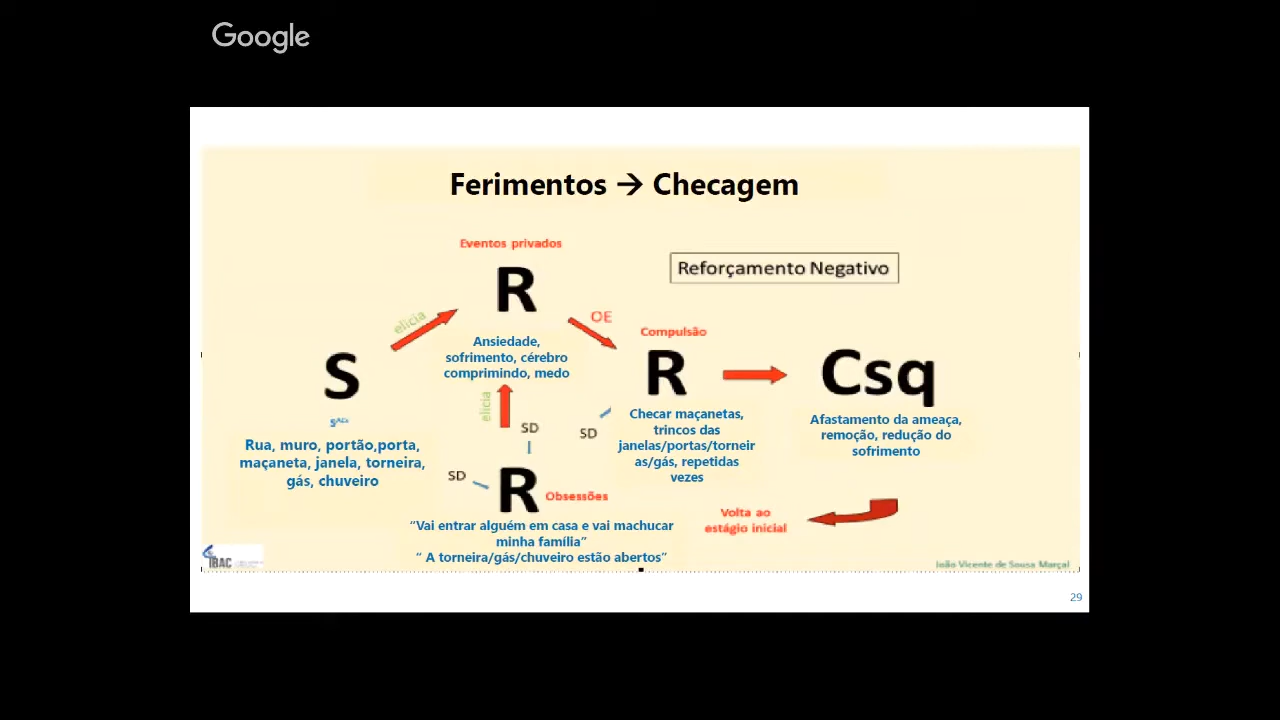 Google
Ferimentos → Checagem
Eventos privados
R
Reforçamento Negativo
elicia
OE
Ansiedade,
sofrimento, cérebro
comprimindo, medo
Compulsão
S
R
Csq
Rua, muro, portão,porta,
maçaneta, janela, torneira,
gás, chuveiro
elicia
SD
SD
Checar maçanetas,
trincos das
janelas/portas/torneir
as/gás, repetidas
vezes
Afastamento da ameaça,
remoção, redução do
sofrimento
SD
R
Obsessões
“Vai entrar alguém em casa e vai machucar
minha família”
“ A torneira/gás/chuveiro estão abertos”
Volta ao
estágio inicial
IBAC
João Vicente de Sousa Marçal
29